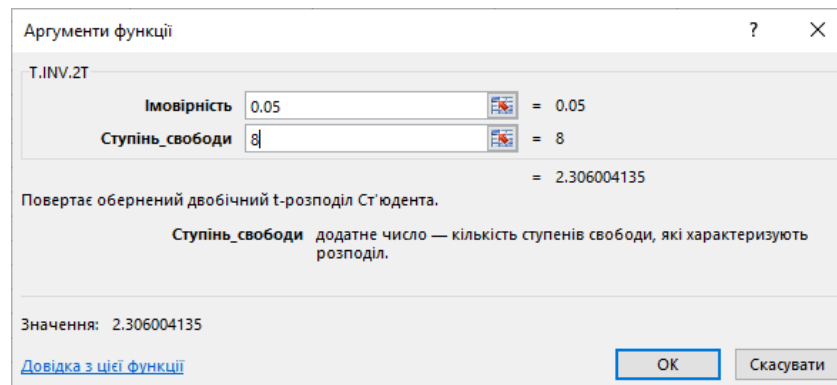 Аргументи функції ? ×
T.INV.2T
Імовірність 0.05 = 0.05
Ступінь_свободи 8 = 8
= 2.306004135
Повертає обернений двобічний t-розподіл Ст'юдента.
Ступінь_свободи додатне число — кількість ступенів свободи, які характеризують
розподіл.
Значення: 2.306004135
Довідка з цієї функції OK Скасувати